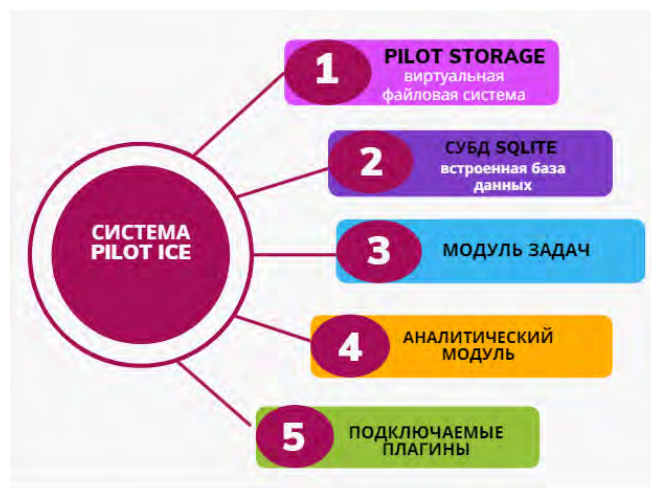 1
PILOT STORAGE
виртуальная
файловая система
2
СУБД SQLITE
встроенная база
данных
СИСТЕМА
PILOT ICE
3
МОДУЛЬ ЗАДАЧ
4
АНАЛИТИЧЕСКИЙ
МОДУЛЬ
5
ПОДКЛЮЧАЕМЫЕ
ПЛАГИНЫ